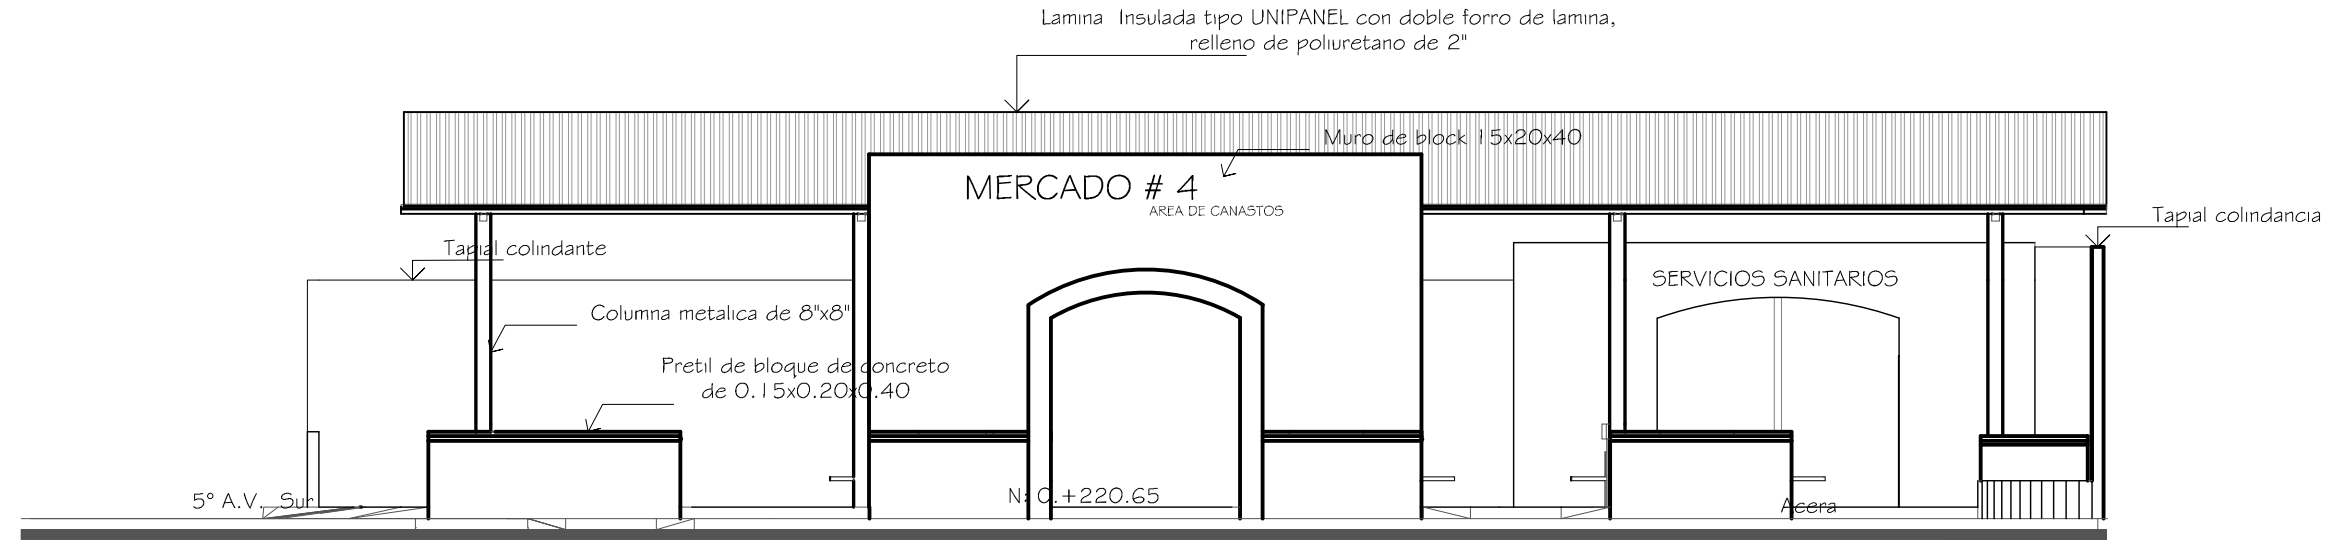 Lamina Insulada tipo UNIPANEL con doble forro de lamina,
relleno de poliuretano de 2"
Muro de block 15x20x40
MERCADO # 4
AREA DE CANASTOS
Tapial colindancia
Tapial colindante
SERVICIOS SANITARIOS
Columna metalica de 8"x8"
Pretil de bloque de concreto
de 0.15x0.20x0.40
5° A.V. Sur
N: 0.+220.65
Acera